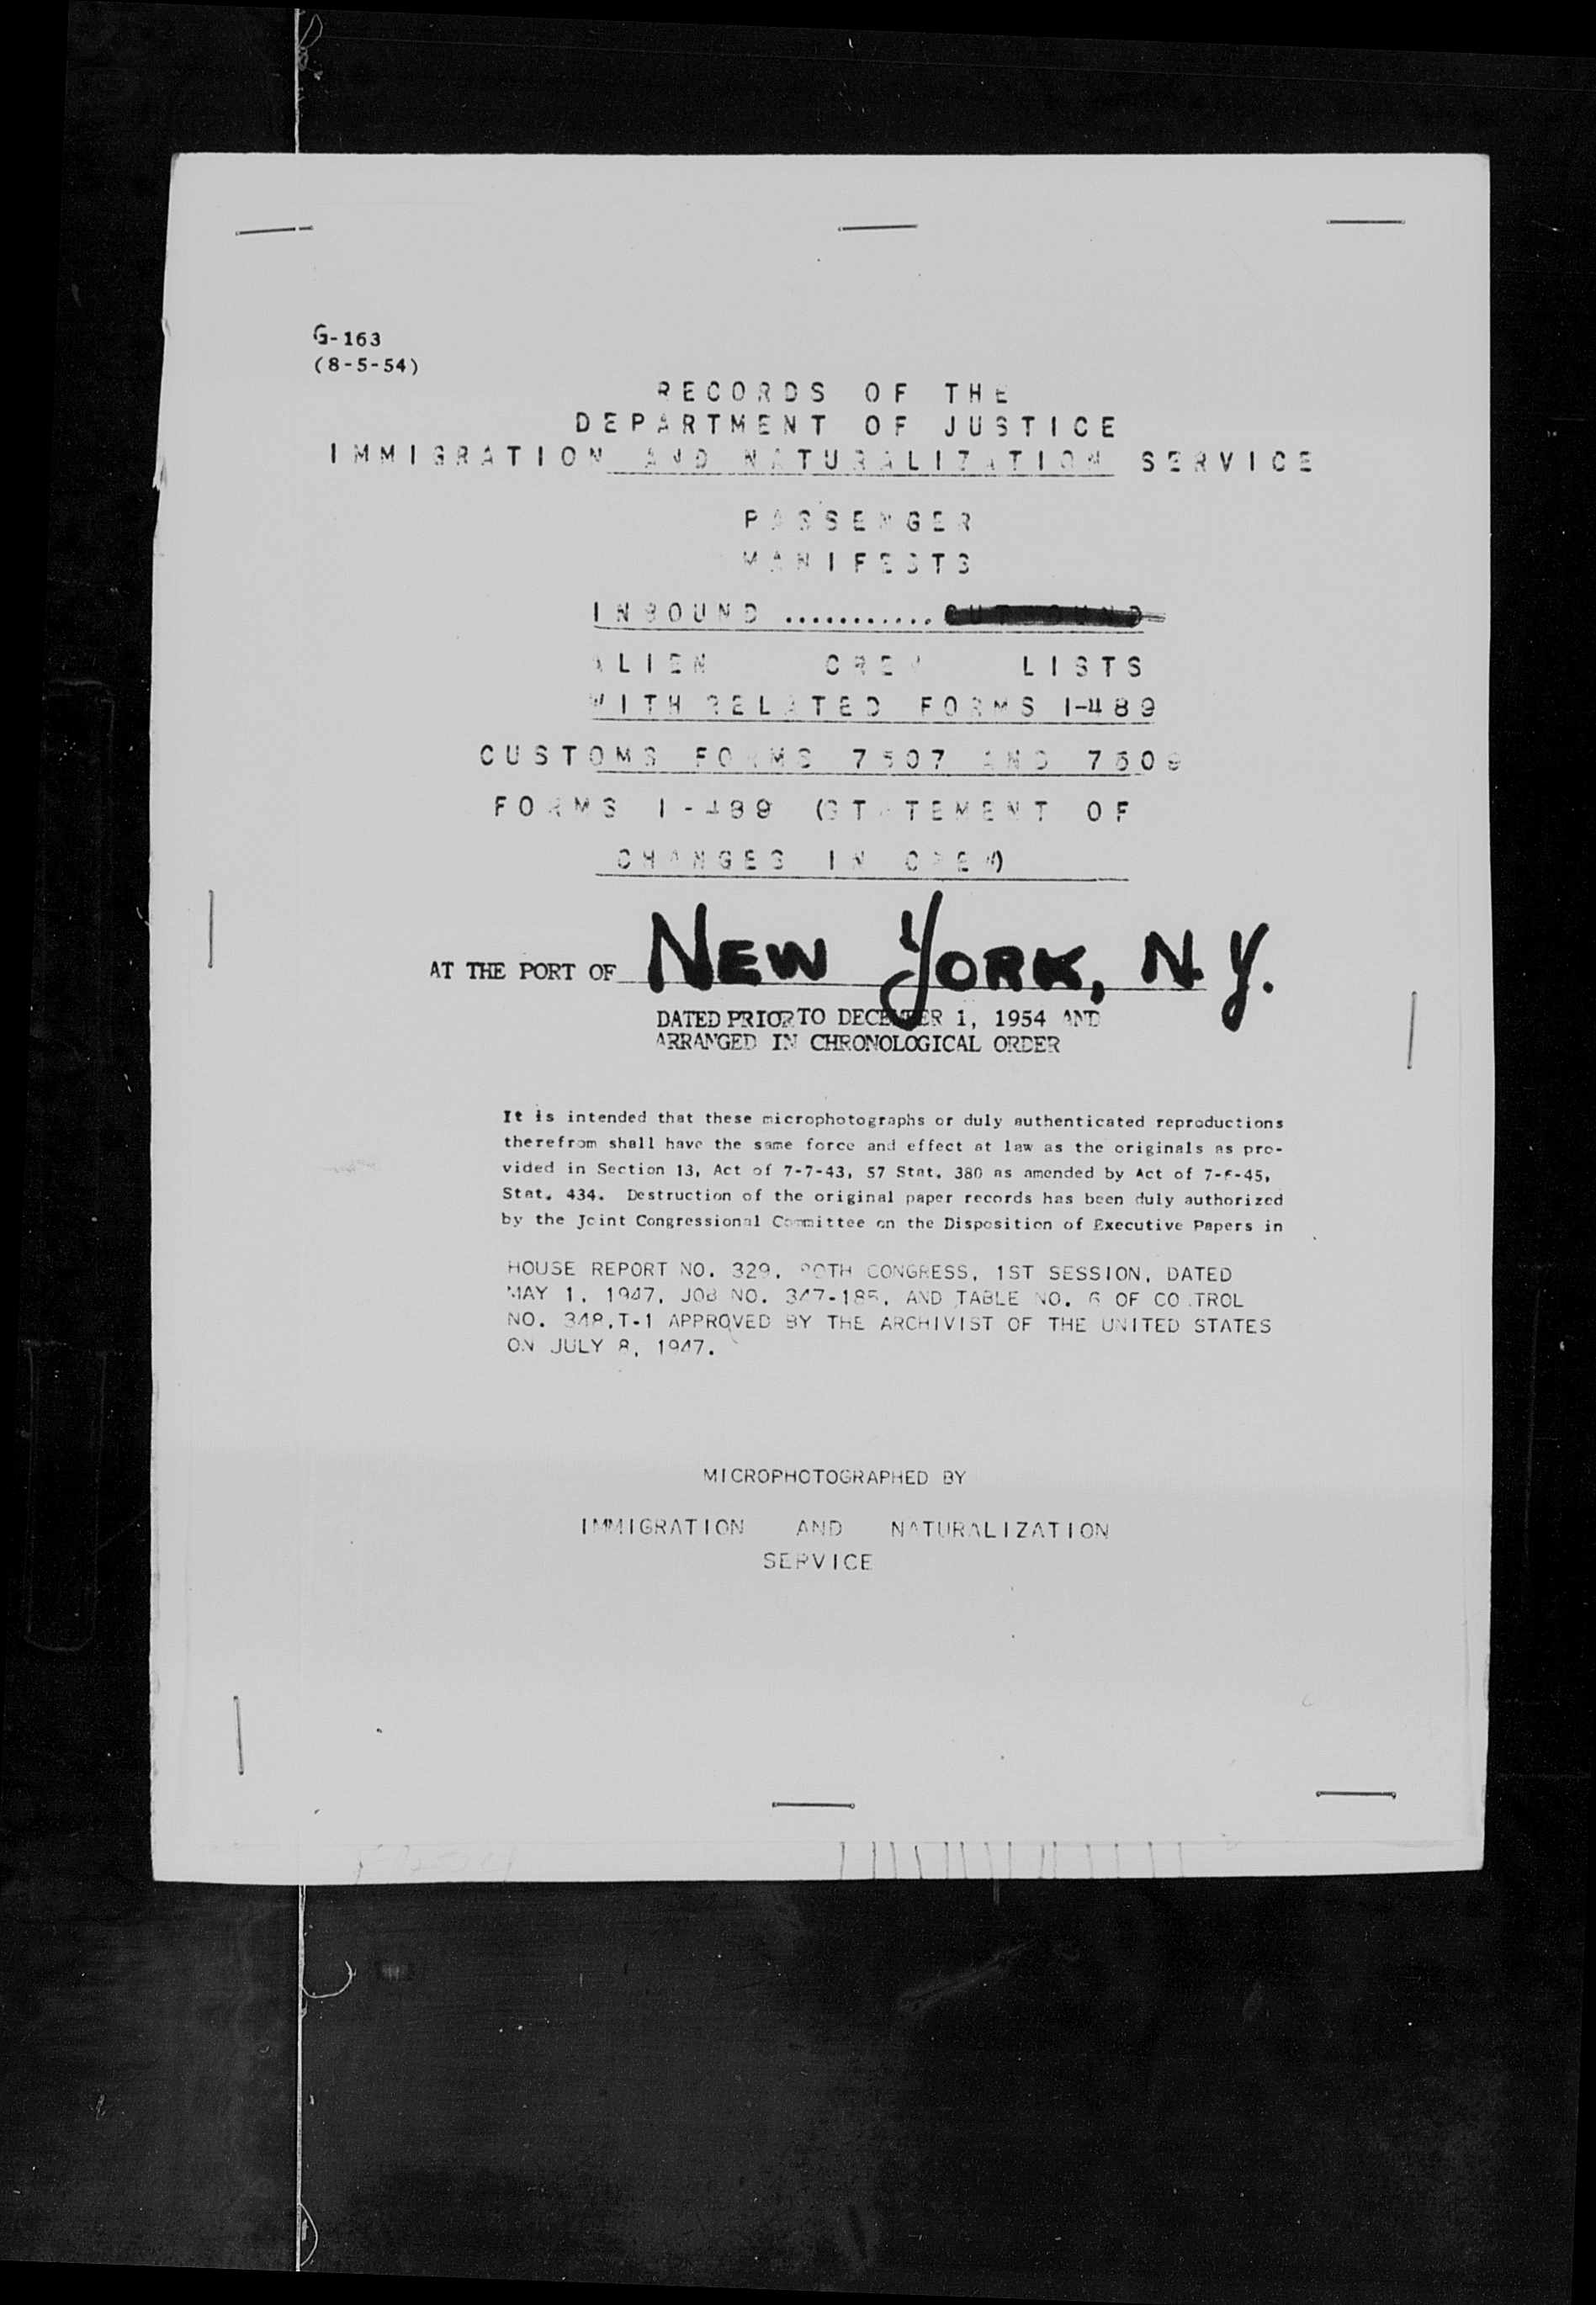 G-163
(8-5-54)
RECORDS OF THE
DEPARTMENT OF JUSTICE
IMMIGRATION AND NATURALIZATION SERVICE
PASSENGER
MANIFESTS
INBOUND ........... OUTBOUND
ALIEN CREW LISTS
WITH RELATED FORMS I-489
CUSTOMS FORMS 7507 AND
FORMS I-489 (STATEMENT OF
CHANGES IN CREW)
AT THE PORT OF NEW YORK, N.Y.
DATED PRIOR TO DECEMBER 1, 1954 AND
ARRANGED IN CHRONOLOGICAL ORDER
It is intended that these microphotographs or duly authenticated reproductions
therefrom shall have the same force and effect at law as the originals as pro-
vided in Section 13, Act of 7-7-43, 57 Stat. 380 as amended by Act of 7-6-45,
Stat. 434. Destruction of the original paper records has been duly authorized
by the Joint Congressional Committee on the Disposition of Executive Papers in
HOUSE REPORT NO. 329, 80TH CONGRESS, 1ST SESSION, DATED
MAY 1, 1947, JOB NO. 347-185, AND TABLE NO. 6 OF CO TROL
NO. 348,T-1 APPROVED BY THE ARCHIVIST OF THE UNITED STATES
ON JULY 8, 1947.
MICROPHOTOGRAPHED BY
IMMIGRATION AND NATURALIZATION
SERVICE